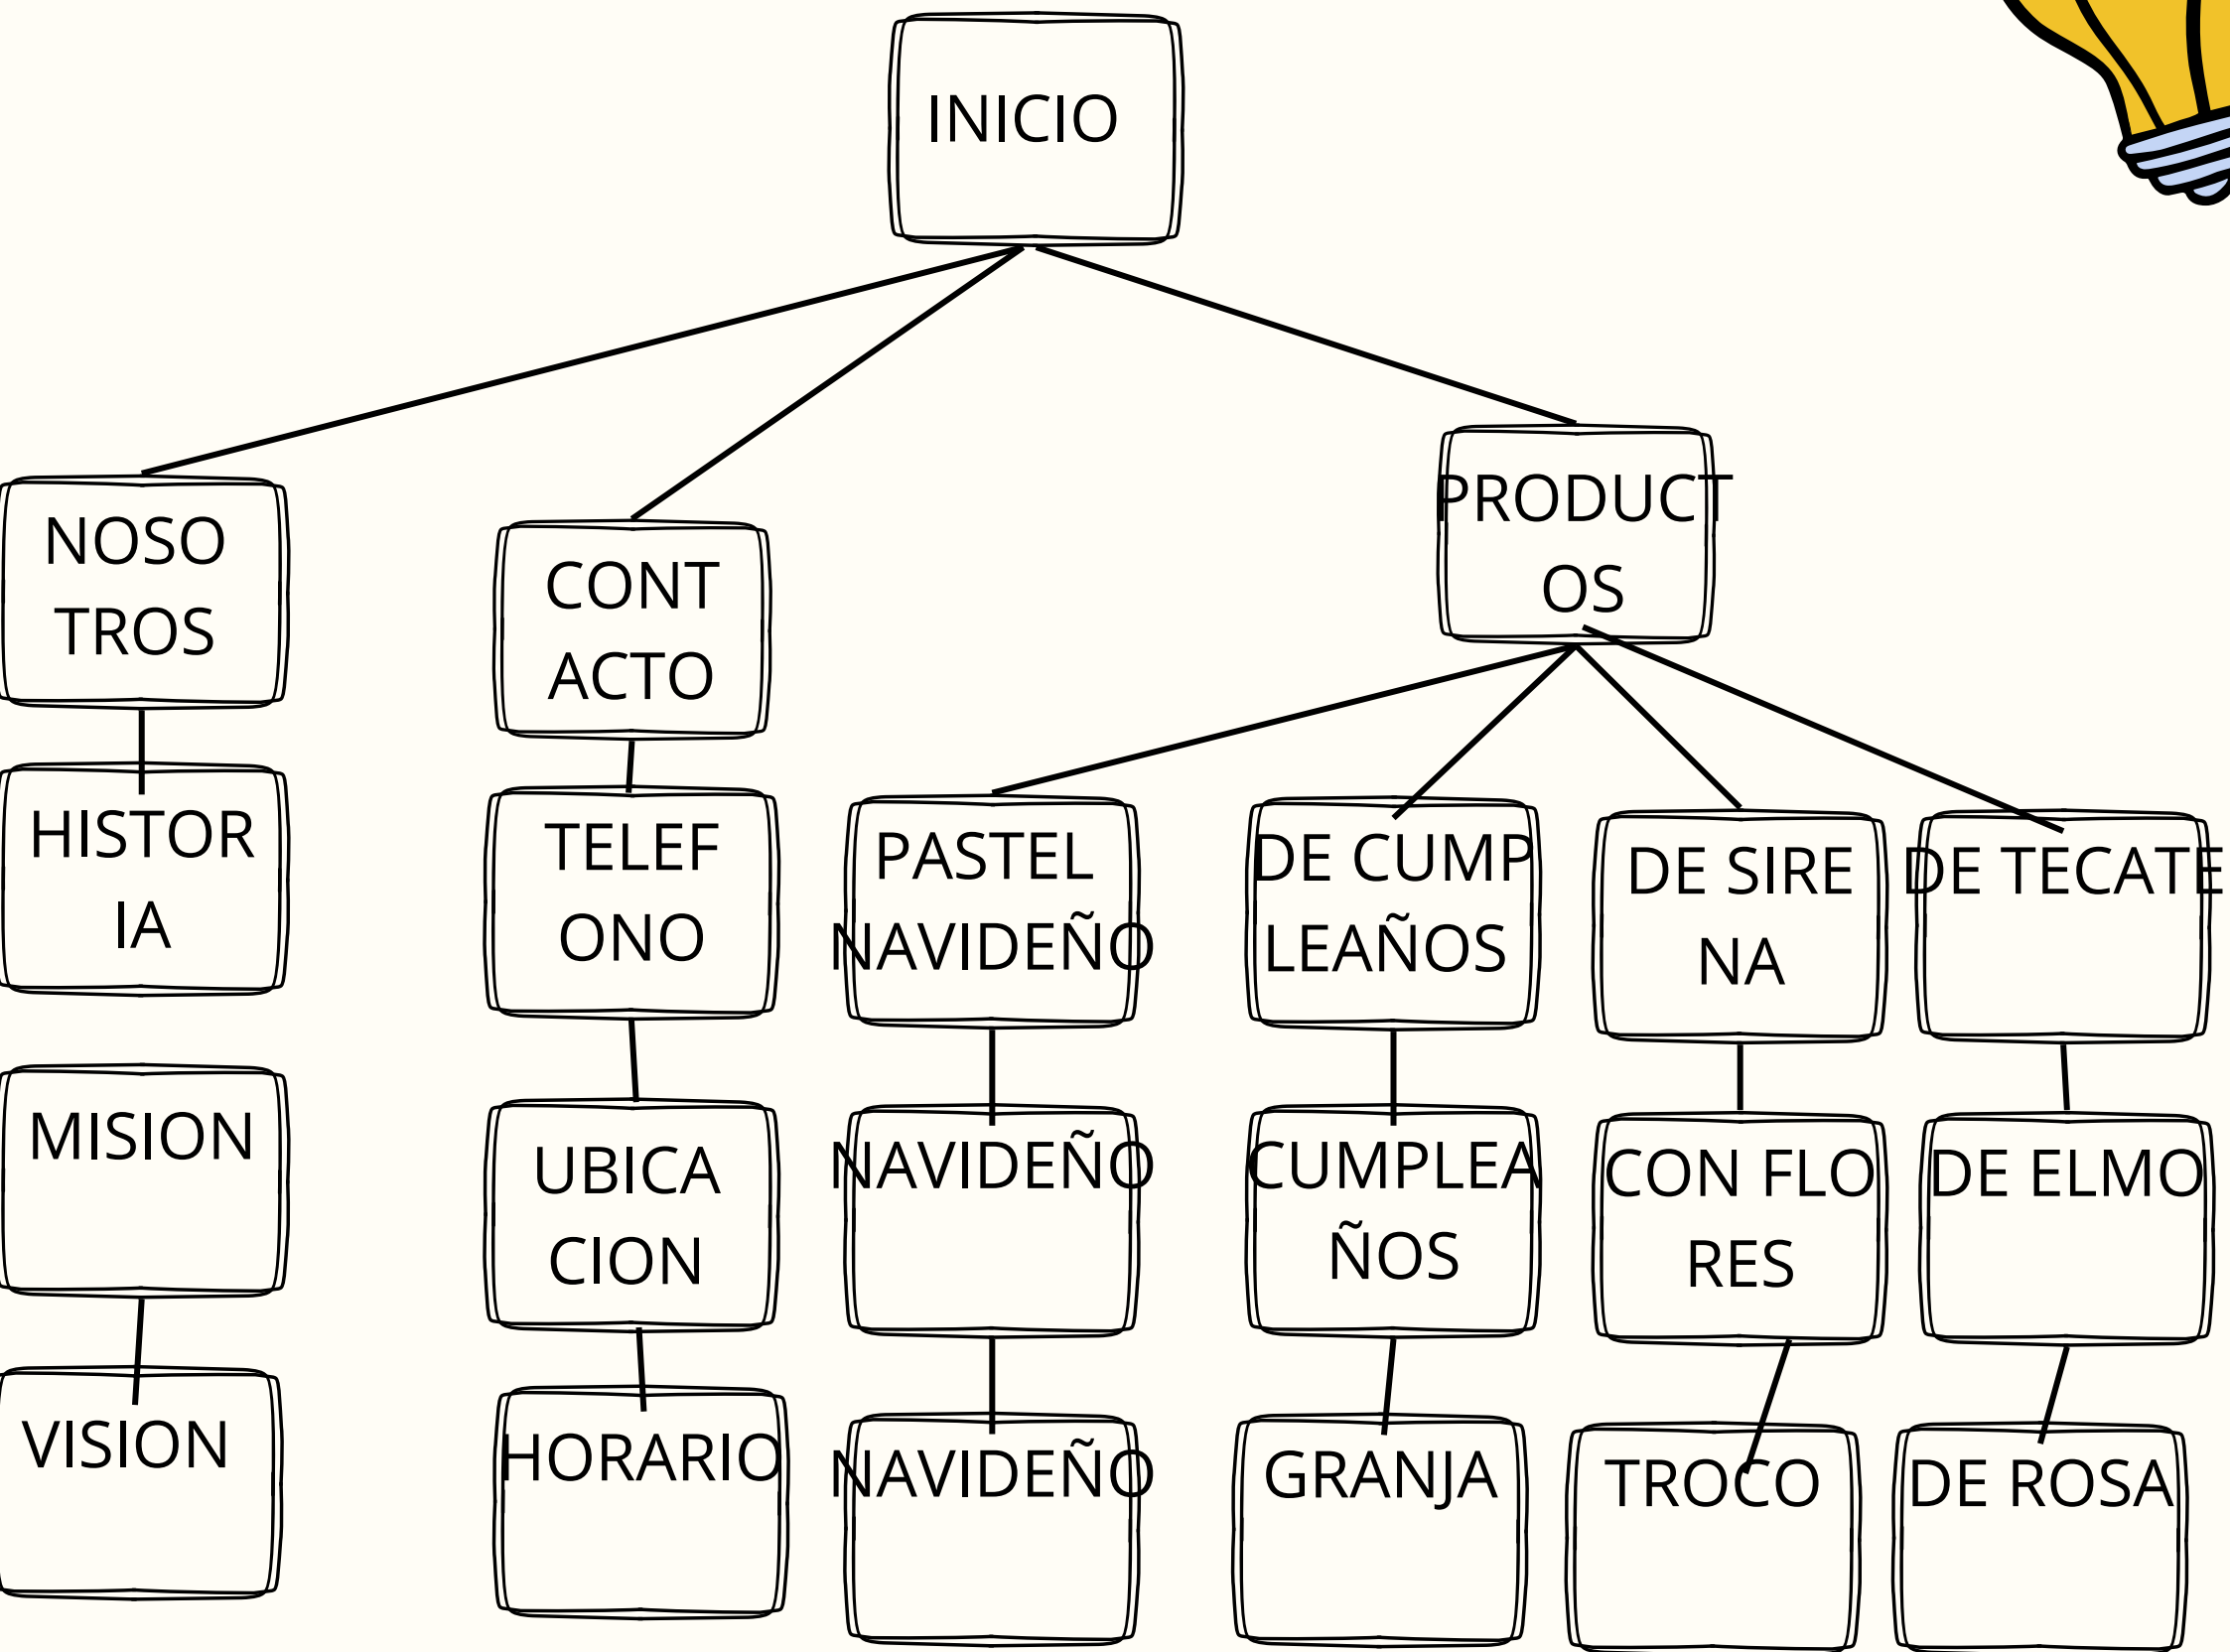 INICIO
NOSO
TROS
CONT
ACTO
PRODUCT
OS
HISTOR
IA
TELEF
ONO
PASTEL
NAVIDEÑO
DE CUMP
LEAÑOS
DE SIRE
NA
DE TECATE
MISION
UBICA
CION
NAVIDEÑO
CUMPLEA
ÑOS
CON FLO
RES
DE ELMO
VISION
HORARIO
NAVIDEÑO
GRANJA
TROCO
DE ROSA